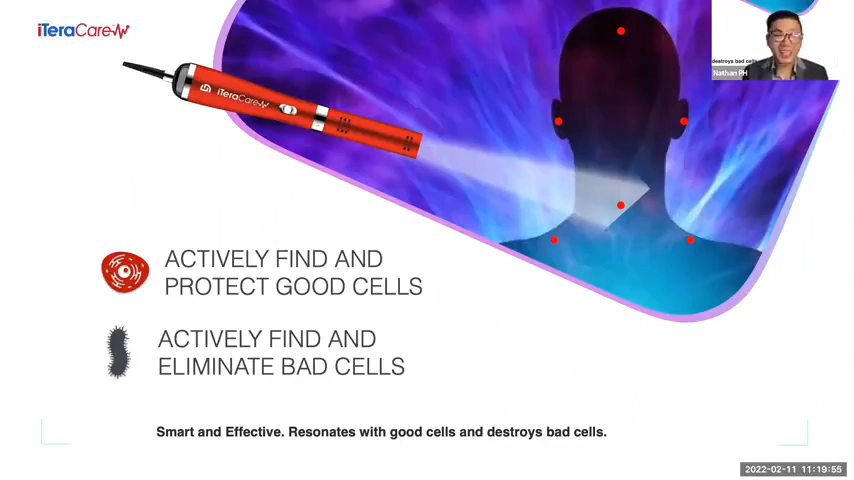 iTeraCare
destroys bad cells
Nathan PH
iTeraCare
ACTIVELY FIND AND
PROTECT GOOD CELLS
ACTIVELY FIND AND
ELIMINATE BAD CELLS
Smart and Effective. Resonates with good cells and destroys bad cells.
2022-02-11 11:19:55